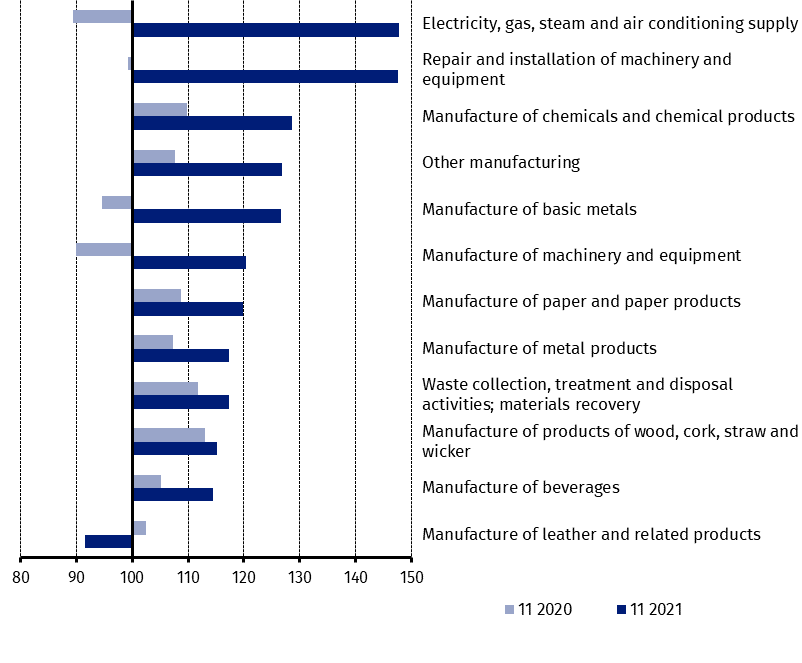 Electricity, gas, steam and air conditioning supply
Repair and installation of machinery and
equipment
Manufacture of chemicals and chemical products
Other manufacturing
Manufacture of basic metals
Manufacture of machinery and equipment
Manufacture of paper and paper products
Manufacture of metal products
Waste collection, treatment and disposal
activities; materials recovery
Manufacture of products of wood, cork, straw and
wicker
Manufacture of beverages
Manufacture of leather and related products
80 90 100 110 120 130 140 150
11 2020 11 2021